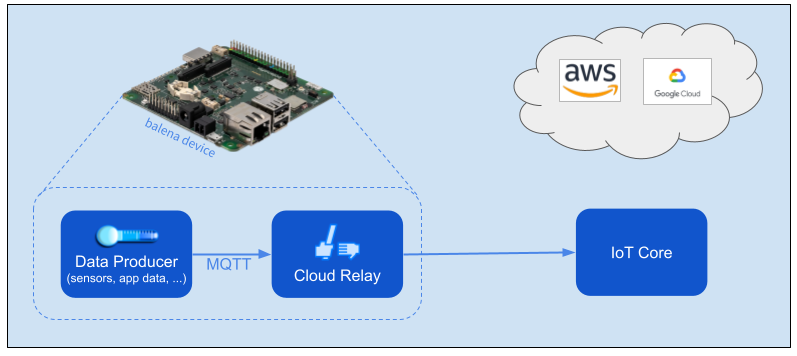 aws
Google Cloud
balena device
Data Producer
(sensors, app data, ...)
MQTT
Cloud Relay
IoT Core